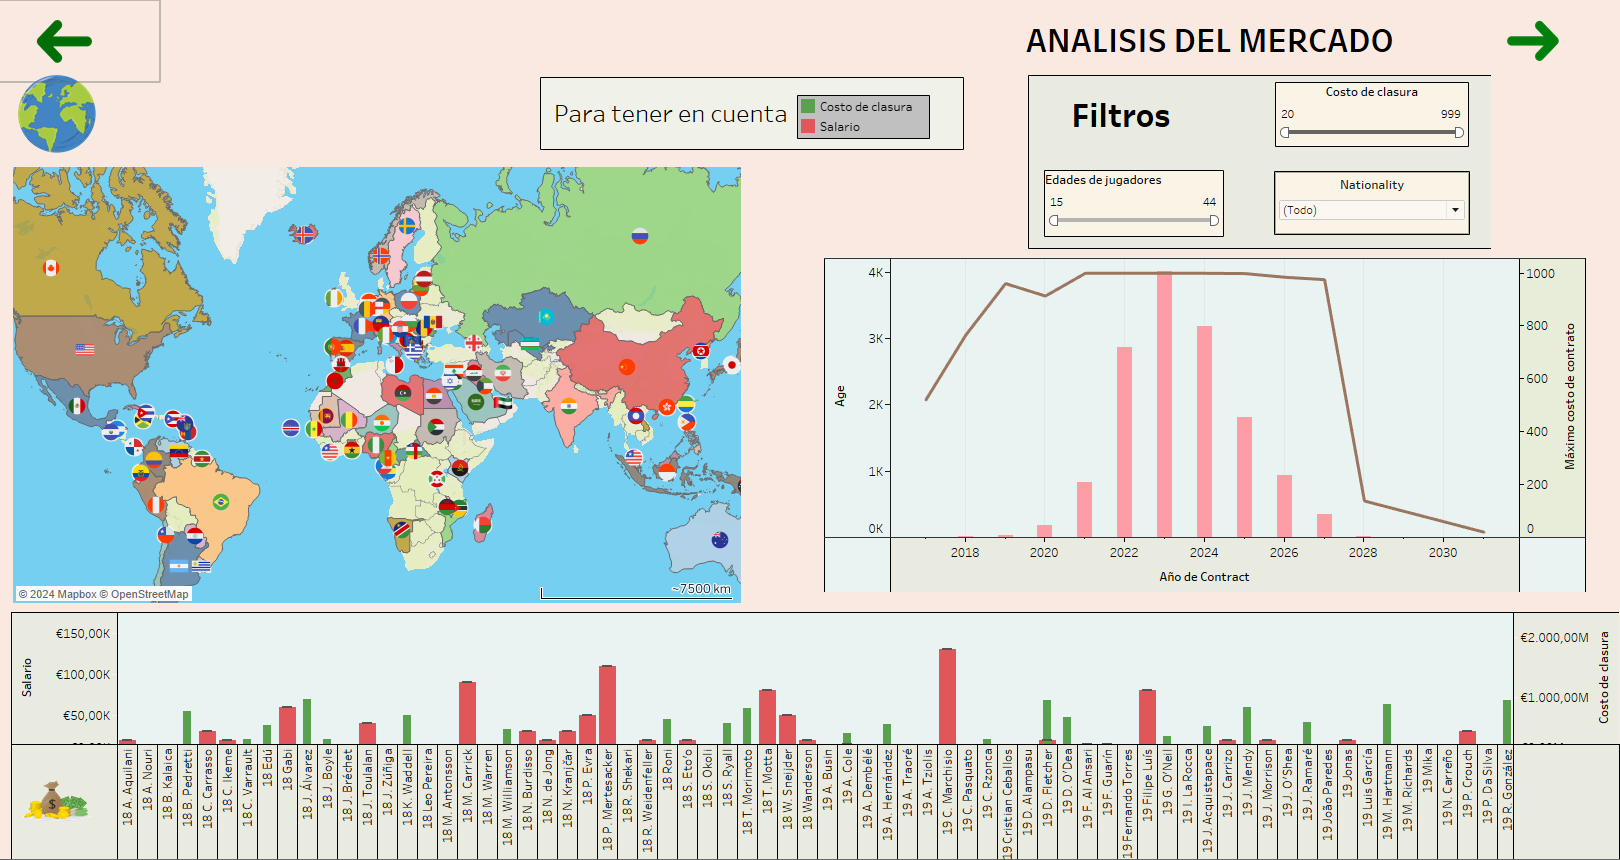 ANALISIS DEL MERCADO
Para tener en cuenta
Costo de clasura
Salario
Filtros
Costo de clasura
20 999
Edades de jugadores
15 44
Nationality
(Todo)
© 2024 Mapbox © OpenStreetMap
~7500 km
Age
4K
3K
2K
1K
0K
1000
800
600
400
200
0
Máximo costo de contrato
2018 2020 2022 2024 2026 2028 2030
Año de Contract
Salario
€150,00K
€100,00K
€50,00K
€2.000,00M
€1.000,00M
Costo de clasura
18 A. Aquilani
18 A. Nouri
18 B. Kalaica
18 B. Pedretti
18 C. Carrasso
18 C. Ikeme
18 C. Varrault
18 Edú
18 Gabi
18 J. Álvarez
18 J. Boyle
18 J. Bréchet
18 J. Toulalan
18 J. Zúñiga
18 K. Waddell
18 Leo Pereira
18 M. Antonsson
18 M. Carrick
18 M. Warren
18 M. Williamson
18 N. Burdisso
18 N. de Jong
18 N. Kranjčar
18 P. Evra
18 P. Mertesacker
18 R. Shekari
18 R. Weidenfeller
18 Roni
18 S. Eto'o
18 S. Okoli
18 S. Ryall
18 T. Morimoto
18 T. Motta
18 W. Sneijder
18 Wanderson
19 A. Busin
19 A. Cole
19 A. Dembélé
19 A. Hernández
19 A. Traoré
19 A. Tziolis
19 C. Marchisio
19 C. Pasquato
19 C. Rzonca
19 Cristian Ceballos
19 D. Alampasu
19 D. Fletcher
19 D. O'Dea
19 F. Al Ansari
19 F. Guarín
19 Fernando Torres
19 Filipe Luís
19 G. O'Neil
19 I. La Rocca
19 J. Acquistapace
19 J. Carrizo
19 J. Mendy
19 J. Morrison
19 J. O'Shea
19 J. Ramaré
19 João Paredes
19 Jonas
19 Luis García
19 M. Hartmann
19 M. Richards
19 Mika
19 N. Carreño
19 P. Crouch
19 P. Da Silva
19 R. González